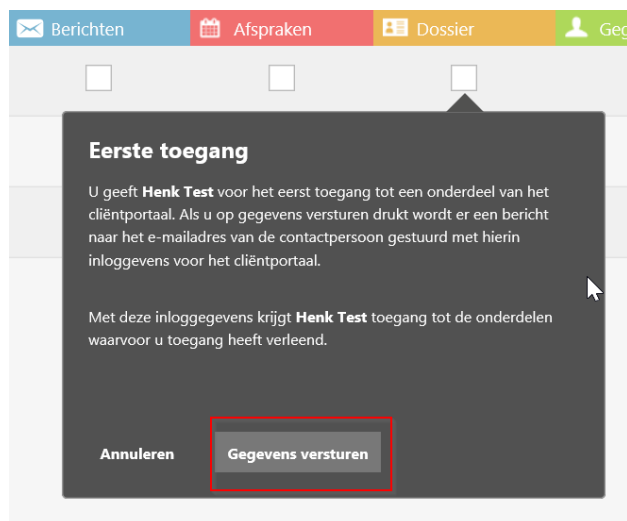 Berichten Afspraken Dossier Geg
Eerste toegang
U geeft Henk Test voor het eerst toegang tot een onderdeel van het
cliëntportaal. Als u op gegevens versturen drukt wordt er een bericht
naar het e-mailadres van de contactpersoon gestuurd met hierin
inloggevens voor het cliëntportaal.
Met deze inloggegevens krijgt Henk Test toegang tot de onderdelen
waarvoor u toegang heeft verleend.
Annuleren Gegevens versturen